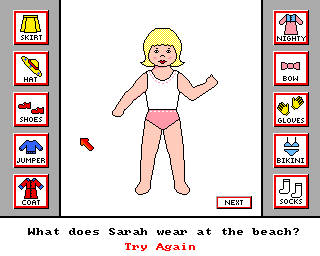 SKIRT
HAT
SHOES
JUMPER
COAT
NIGHTY
BOW
GLOVES
BIKINI
SOCKS
NEXT
What does Sarah wear at the beach?
Try Again